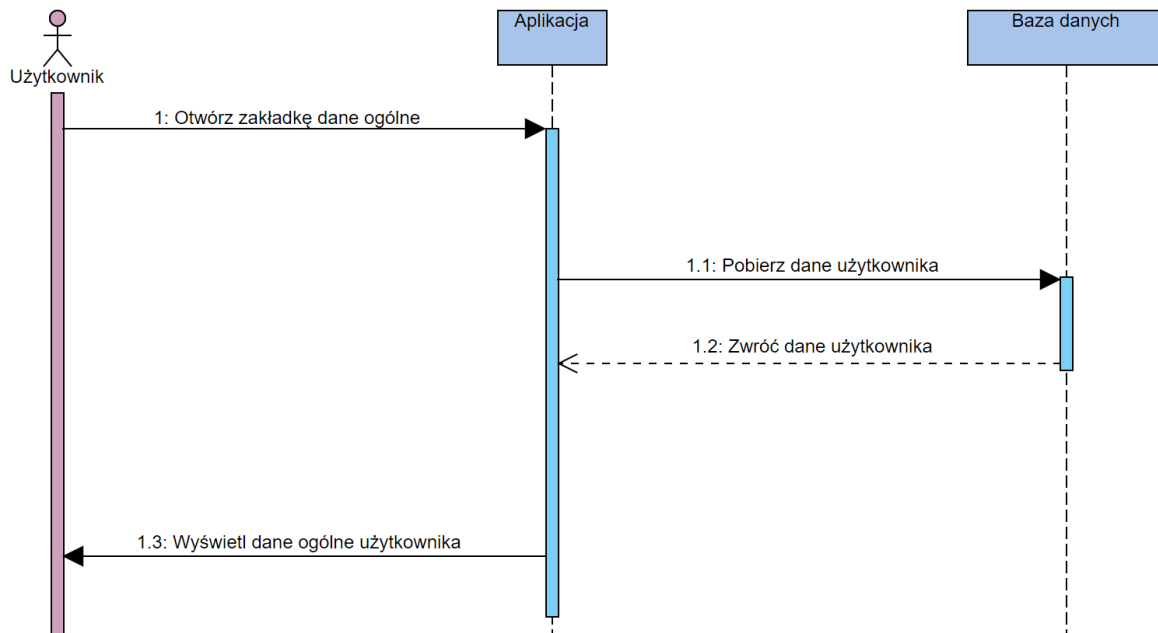 Użytkownik
Aplikacja
Baza danych
1: Otwórz zakładkę dane ogólne
1.1: Pobierz dane użytkownika
1.2: Zwróć dane użytkownika
1.3: Wyświetl dane ogólne użytkownika